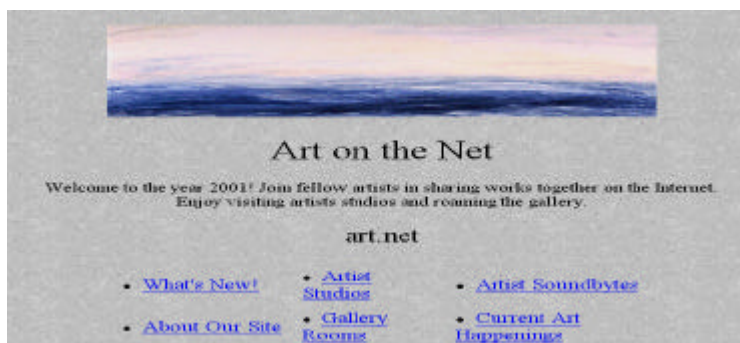 Art on the Net
Welcome to the year 2001! Join fellow artists in sharing works together on the Internet.
Enjoy visiting artists studios and roaming the gallery.
art.net
• What's New!
• Artist
Studios
• Artist Soundbytes
• About Our Site
• Gallery
Rooms
• Current Art
Happenings